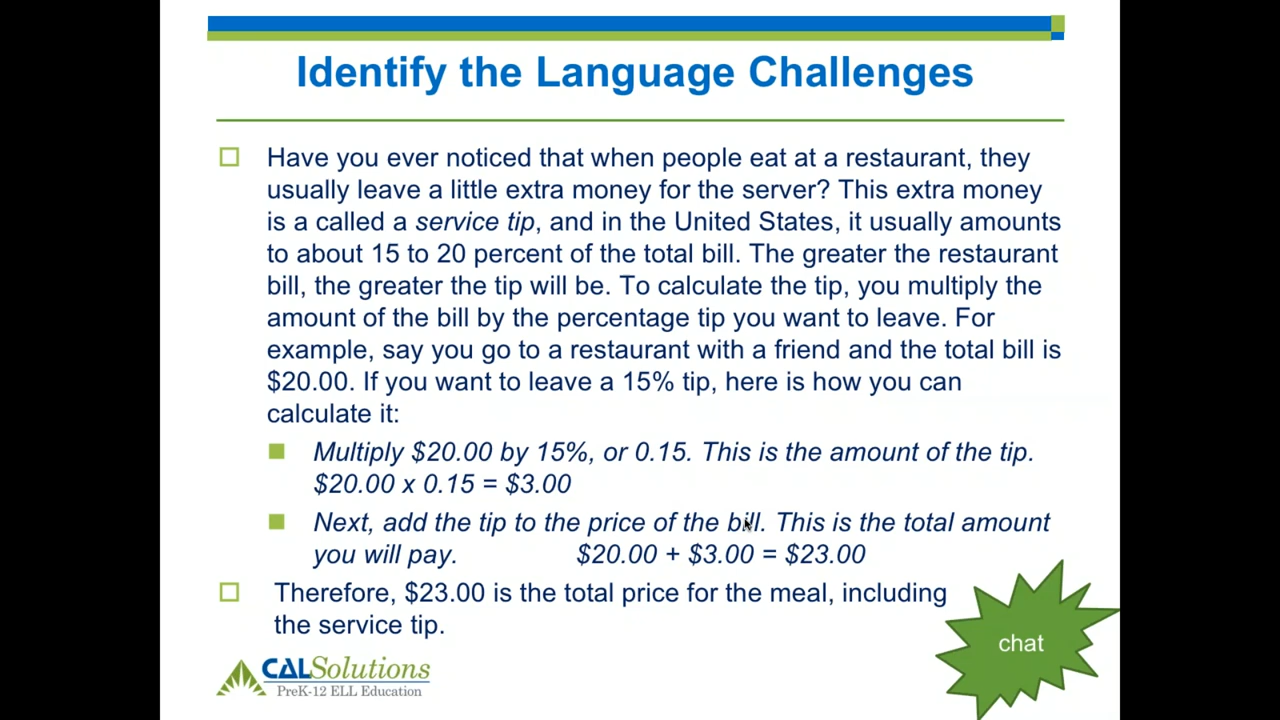 Identify the Language Challenges
Have you ever noticed that when people eat at a restaurant, they
usually leave a little extra money for the server? This extra money
is a called a service tip, and in the United States, it usually amounts
to about 15 to 20 percent of the total bill. The greater the restaurant
bill, the greater the tip will be. To calculate the tip, you multiply the
amount of the bill by the percentage tip you want to leave. For
example, say you go to a restaurant with a friend and the total bill is
$20.00. If you want to leave a 15% tip, here is how you can
calculate it:
Multiply $20.00 by 15%, or 0.15. This is the amount of the tip.
$20.00 x 0.15 = $3.00
Next, add the tip to the price of the bill. This is the total amount
you will pay. $20.00 + $3.00 = $23.00
Therefore, $23.00 is the total price for the meal, including
the service tip.
chat
CALSolutions
PreK-12 ELL Education